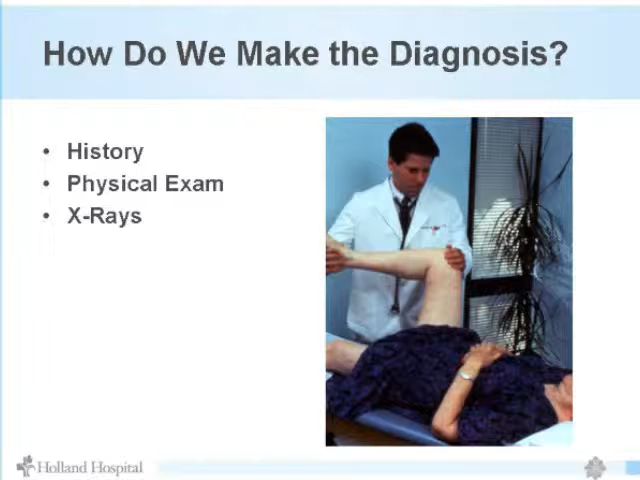 How Do We Make the Diagnosis?
• History
• Physical Exam
• X-Rays
Holland Hospital